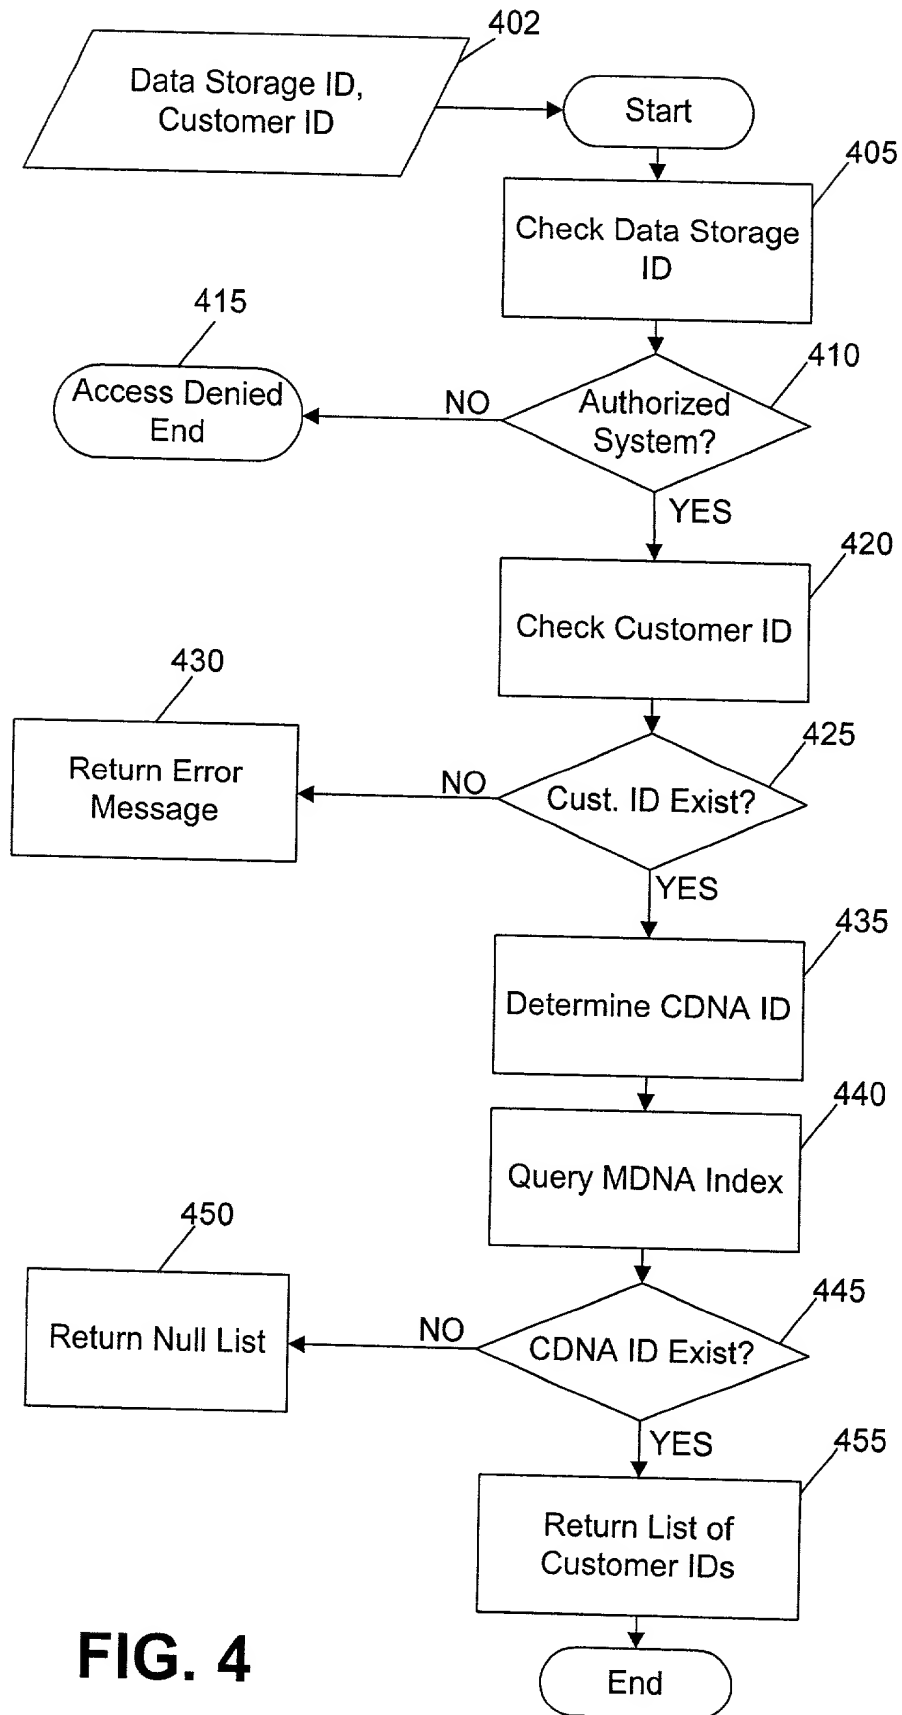 402
Data Storage ID,
Customer ID
Start
405
Check Data Storage
ID
415
Access Denied
End
NO
410
Authorized
System?
YES
420
Check Customer ID
430
Return Error
Message
NO
425
Cust. ID Exist?
YES
435
Determine CDNA ID
440
Query MDNA Index
450
Return Null List
NO
445
CDNA ID Exist?
YES
455
Return List of
Customer IDs
End
FIG. 4